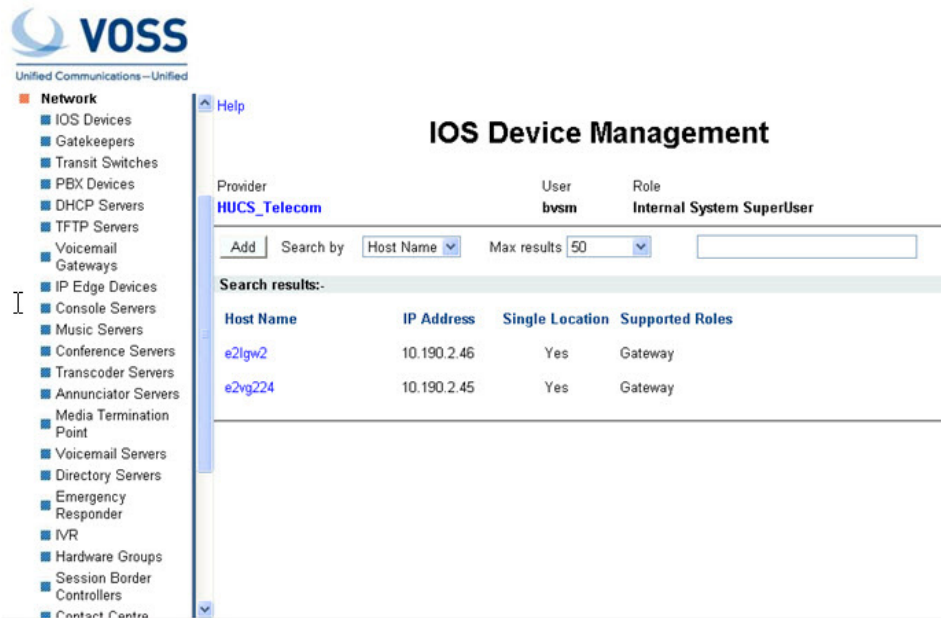 VOSS
Unified Communications—Unified
Network
IOS Devices
Gatekeepers
Transit Switches
PBX Devices
DHCP Servers
TFTP Servers
Voicemail
Gateways
IP Edge Devices
Console Servers
Music Servers
Conference Servers
Transcoder Servers
Annunciator Servers
Media Termination
Point
Voicemail Servers
Directory Servers
Emergency
Responder
IVR
Hardware Groups
Session Border
Controllers
Contact Centre
Help
IOS Device Management
Provider User Role
HUCS_Telecom bvsm Internal System SuperUser
Add Search by Host Name Max results 50
Search results:-
Host Name IP Address Single Location Supported Roles
e2lgw2 10.190.2.46 Yes Gateway
e2vg224 10.190.2.45 Yes Gateway